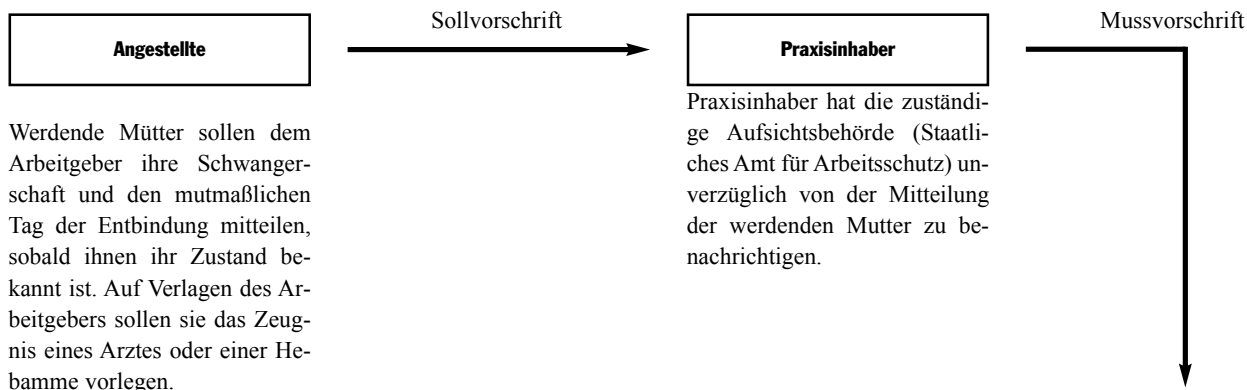 Sollvorschrift
Mussvorschrift
Angestellte
Praxisinhaber
Werdende Mütter sollen dem
Arbeitgeber ihre Schwanger-
schaft und den mutmaßlichen
Tag der Entbindung mitteilen,
sobald ihnen ihr Zustand be-
kannt ist. Auf Verlagen des Ar-
beitgebers sollen sie das Zeug-
nis eines Arztes oder einer He-
bamme vorlegen.
Praxisinhaber hat die zuständi-
ge Aufsichtsbehörde (Staatli-
ches Amt für Arbeitsschutz) un-
verzüglich von der Mitteilung
der werdenden Mutter zu be-
nachrichtigen.